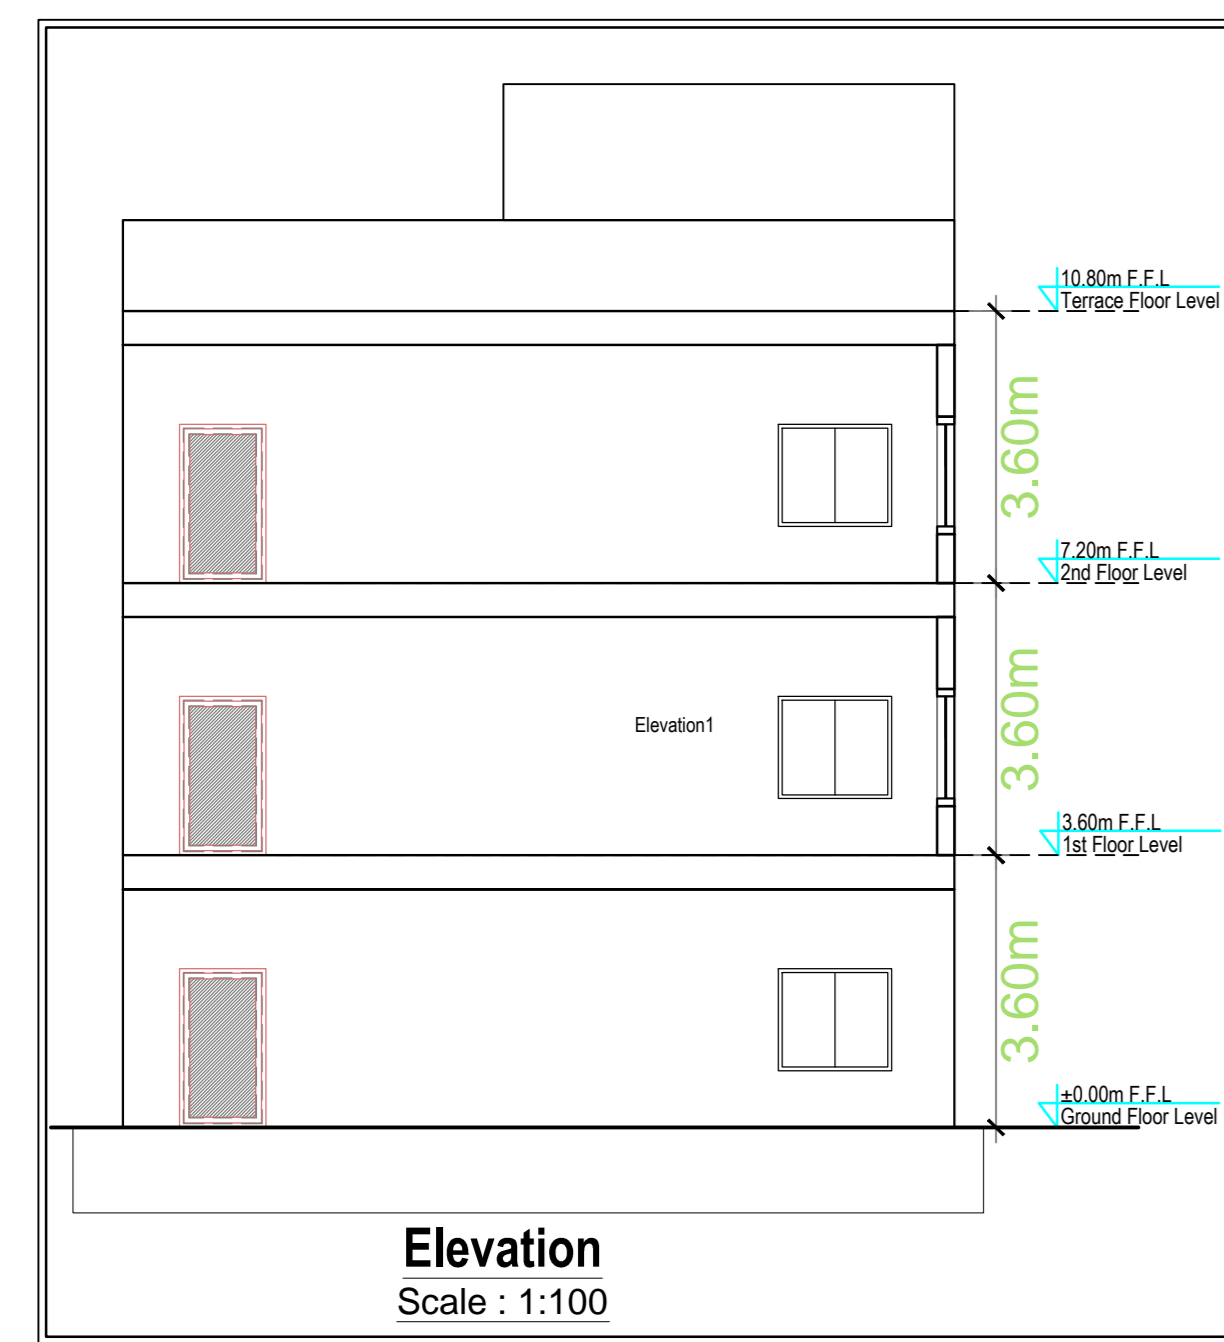 10.80m F.F.L
Terrace Floor Level
3.60m
7.20m F.F.L
2nd Floor Level
3.60m
Elevation1
3.60m F.F.L
1st Floor Level
3.60m
±0.00m F.F.L
Ground Floor Level
Elevation
Scale : 1:100